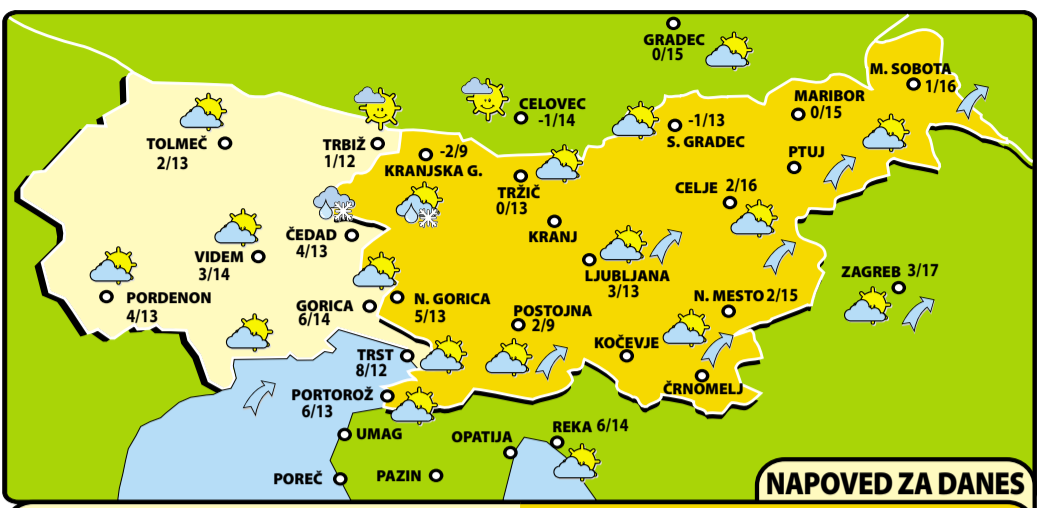 GRADEC
0/15
M. SOBOTA
1/16
MARIBOR
0/15
CELOVEC
-1/14
-1/13
S. GRADEC
TOLMEČ
2/13
TRBIŽ
1/12
-2/9
KRANJSKA G.
PTUJ
TRŽIČ
0/13
CELJE 2/16
KRANJ
ČEDAD
4/13
VIDEM
3/14
LJUBLJANA
3/13
ZAGREB 3/17
PORDENON
4/13
GORICA
6/14
N. GORICA
5/13
N. MESTO 2/15
POSTOJNA
2/9
KOČEVJE
TRST
8/12
ČRNOMELJ
PORTOROŽ
6/13
UMAG
OPATIJA
REKA 6/14
POREČ
PAZIN
NAPOVED ZA DANES